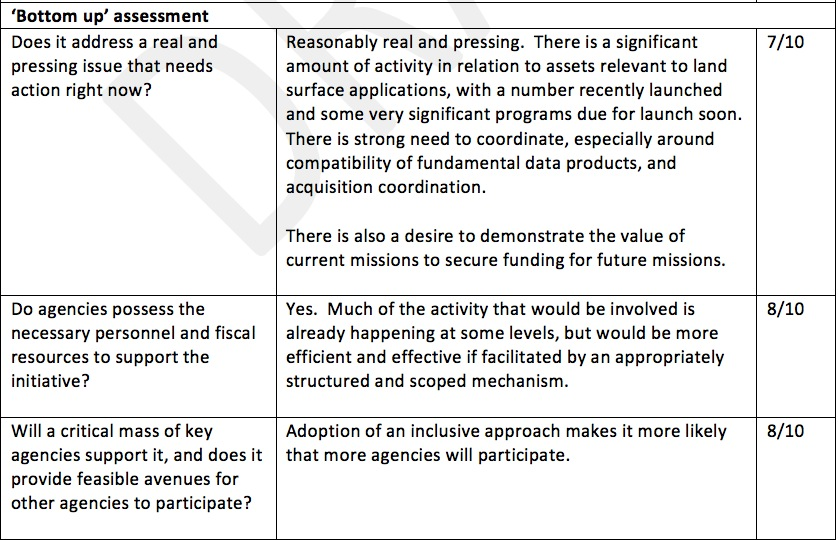 'Bottom up' assessment
Does it address a real and
pressing issue that needs
action right now?
Reasonably real and pressing.  There is a significant
amount of activity in relation to assets relevant to land
surface applications, with a number recently launched
and some very significant programs due for launch soon.
There is strong need to coordinate, especially around
compatibility of fundamental data products, and
acquisition coordination.
There is also a desire to demonstrate the value of
current missions to secure funding for future missions.
7/10
Do agencies possess the
necessary personnel and fiscal
resources to support the
initiative?
Yes.  Much of the activity that would be involved is
already happening at some levels, but would be more
efficient and effective if facilitated by an appropriately
structured and scoped mechanism.
8/10
Will a critical mass of key
agencies support it, and does it
provide feasible avenues for
other agencies to participate?
Adoption of an inclusive approach makes it more likely
that more agencies will participate.
8/10